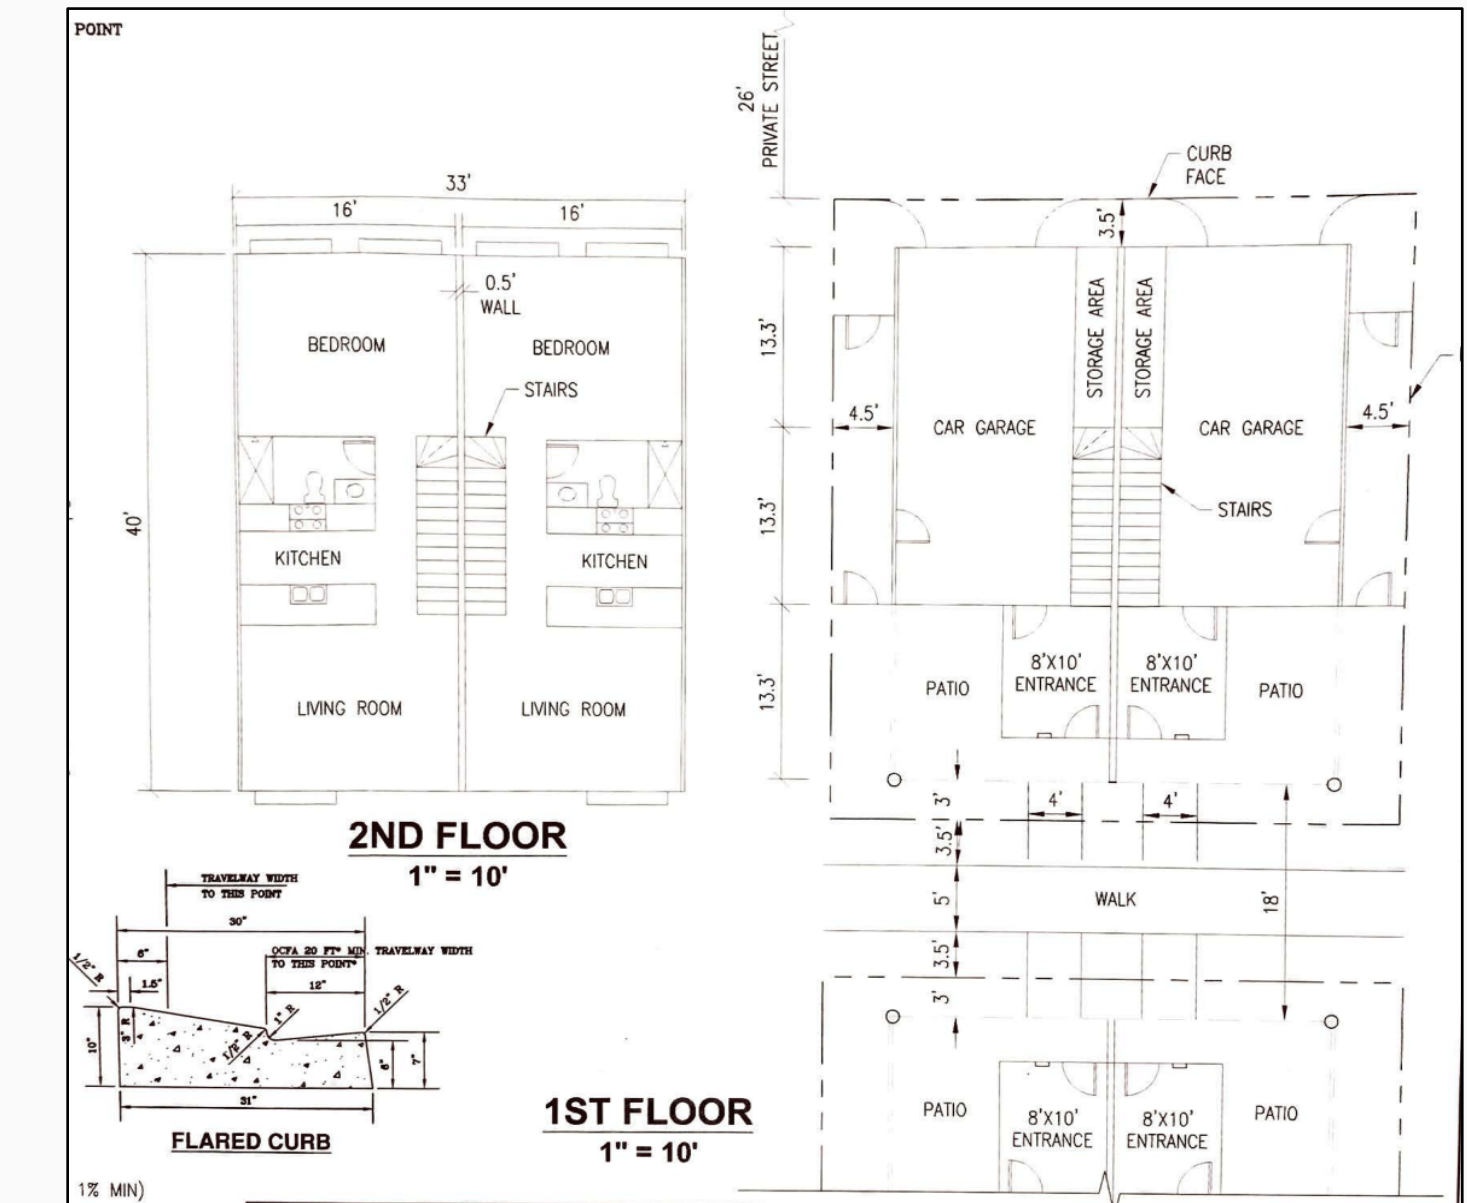 POINT
26'
PRIVATE STREET
CURB
FACE
33'
16'
16'
3.5'
0.5'
WALL
BEDROOM
BEDROOM
STAIRS
40'
KITCHEN
KITCHEN
LIVING ROOM
LIVING ROOM
2ND FLOOR
1" = 10'
13.3'
13.3'
13.3'
STORAGE AREA
STORAGE AREA
4.5'
4.5'
CAR GARAGE
CAR GARAGE
STAIRS
8'X10'
ENTRANCE
8'X10'
ENTRANCE
PATIO
PATIO
3'
4'
4'
3.5'
5'
WALK
18'
3.5'
3'
PATIO
PATIO
8'X10'
ENTRANCE
8'X10'
ENTRANCE
1ST FLOOR
1" = 10'
TRAVELWAY WIDTH
TO THIS POINT
30"
6"
OCFA 20 FT* MIN. TRAVELWAY WIDTH
TO THIS POINT*
1/2" R
1.5"
12"
1/2" R
3" R
1" R
1/2" R
10"
6"
7"
31"
FLARED CURB
1% MIN)